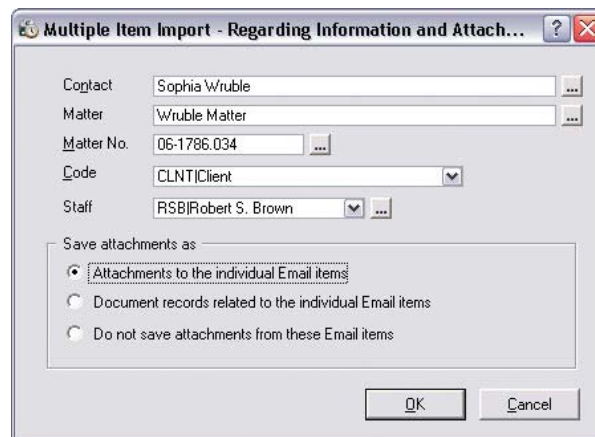 Multiple Item Import - Regarding Information and Attach...
Contact Sophia Wruble ...
Matter Wruble Matter ...
Matter No. 06-1786.034 ...
Code CLNT|Client
Staff RSB|Robert S. Brown ...
Save attachments as
Attachments to the individual Email items
Document records related to the individual Email items
Do not save attachments from these Email items
OK Cancel